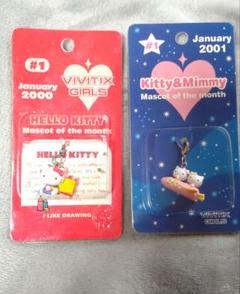 #1
VIVITIX
GIRLS
January
2000
HELLO KITTY
Mascot of the month
HELLO KITTY
I LIKE DRAWING
#1
January
2001
Kitty&Mimmy
Mascot of the month
VIVITIX
GIRLS